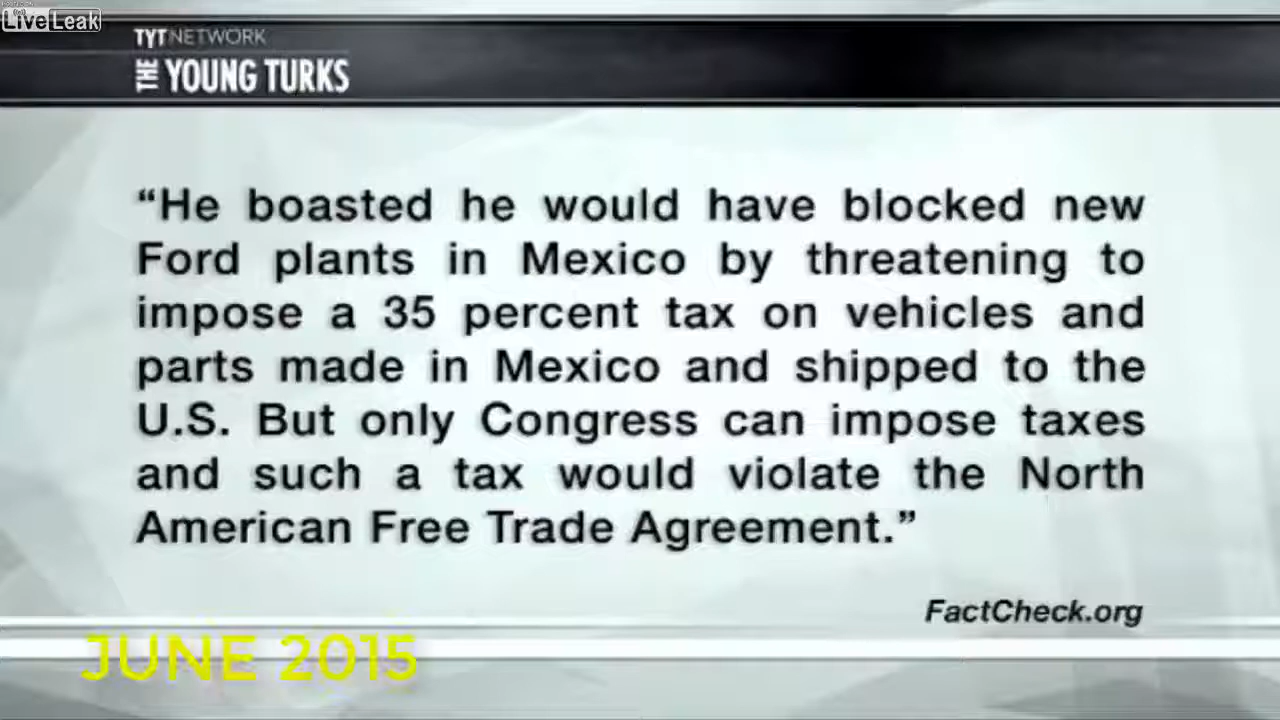 LiveLeak
TYTNETWORK
THE YOUNG TURKS
“He boasted he would have blocked new
Ford plants in Mexico by threatening to
impose a 35 percent tax on vehicles and
parts made in Mexico and shipped to the
U.S. But only Congress can impose taxes
and such a tax would violate the North
American Free Trade Agreement.”
FactCheck.org
JUNE 2015